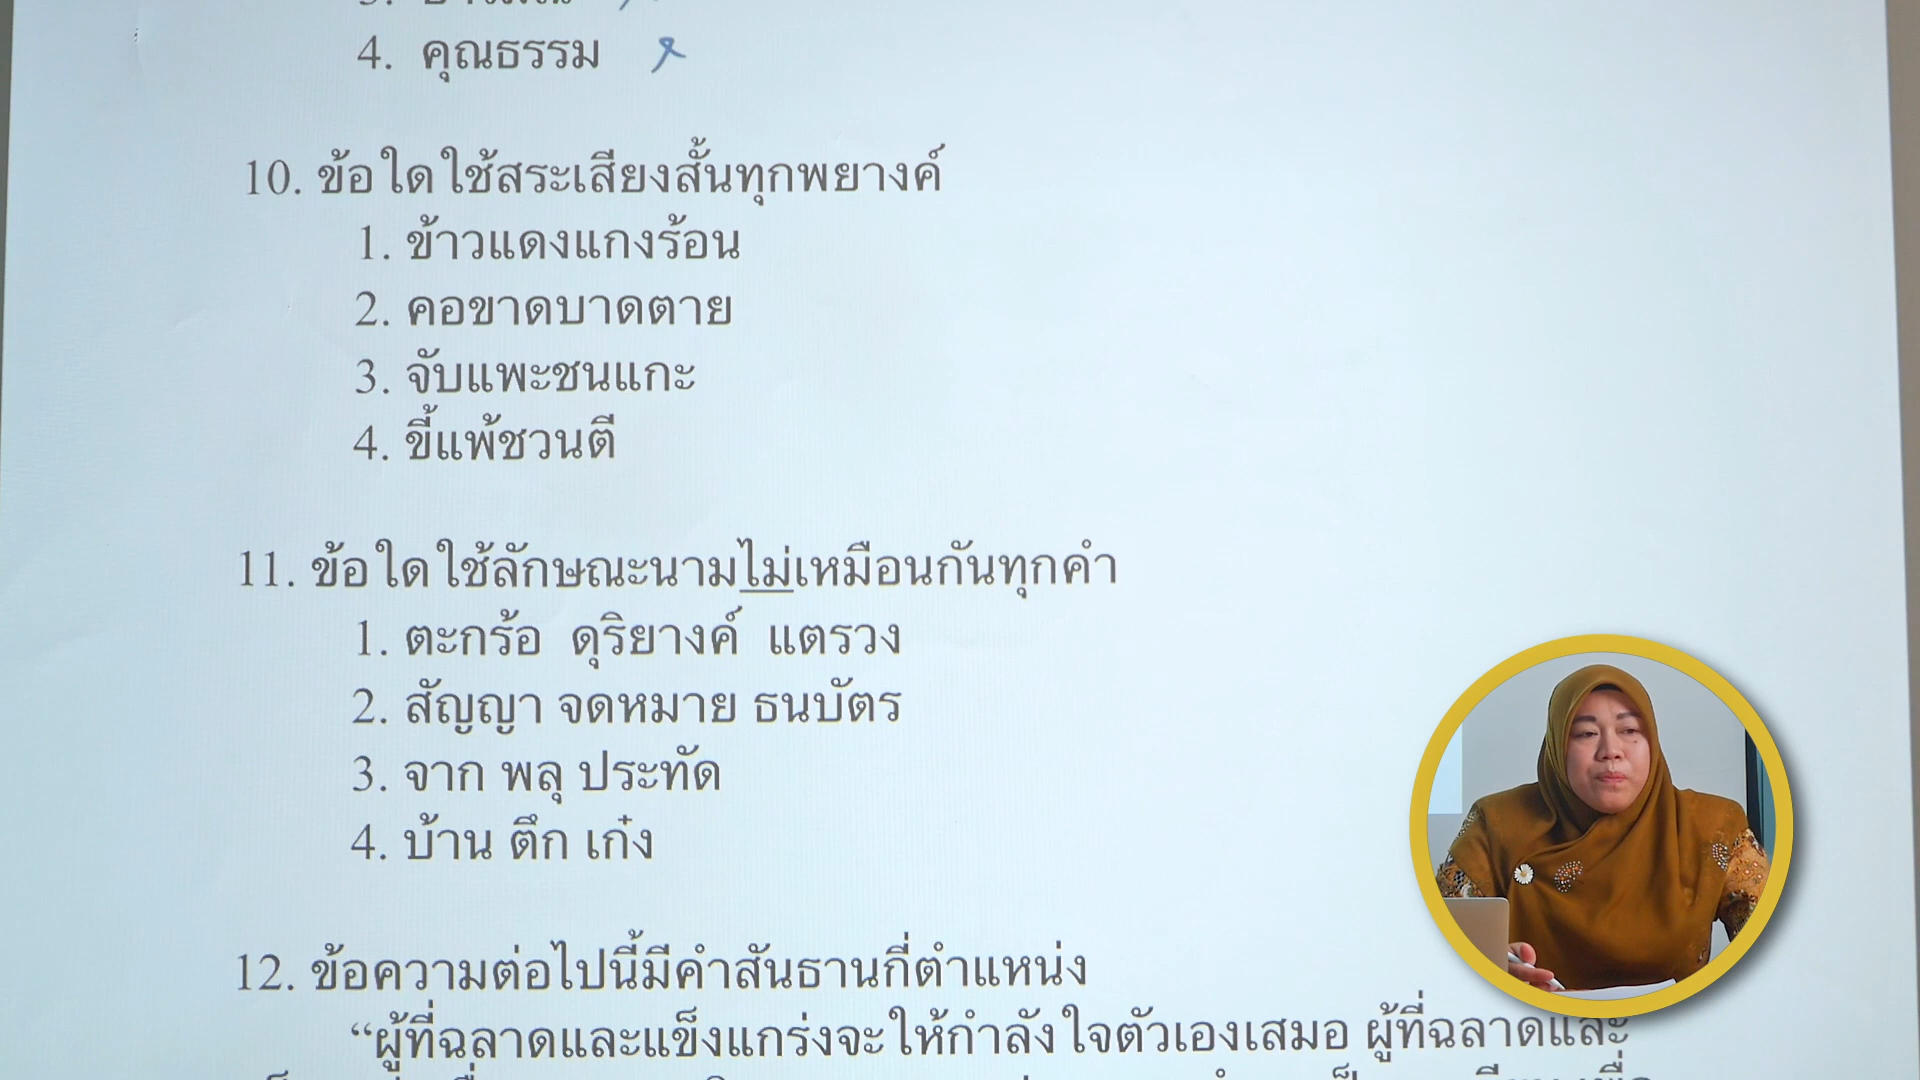 4. คุณธรรม
10. ข้อใดใช้สระเสียงสั้นทุกพยางค์
1. ข้าวแดงแกงร้อน
2. คอขาดบาดตาย
3. จับแพะชนแกะ
4. ขี้แพ้ชวนตี
11. ข้อใดใช้ลักษณะนามไม่เหมือนกันทุกคำ
1. ตะกร้อ ดุริยางค์ แตรวง
2. สัญญา จดหมาย ธนบัตร
3. จาก พลุ ประทัด
4. บ้าน ตึก เก๋ง
12. ข้อความต่อไปนี้มีคำสันธานกี่ตำแหน่ง
“ผู้ที่ฉลาดและแข็งแกร่งจะให้กำลังใจตัวเองเสมอ ผู้ที่ฉลาดและ